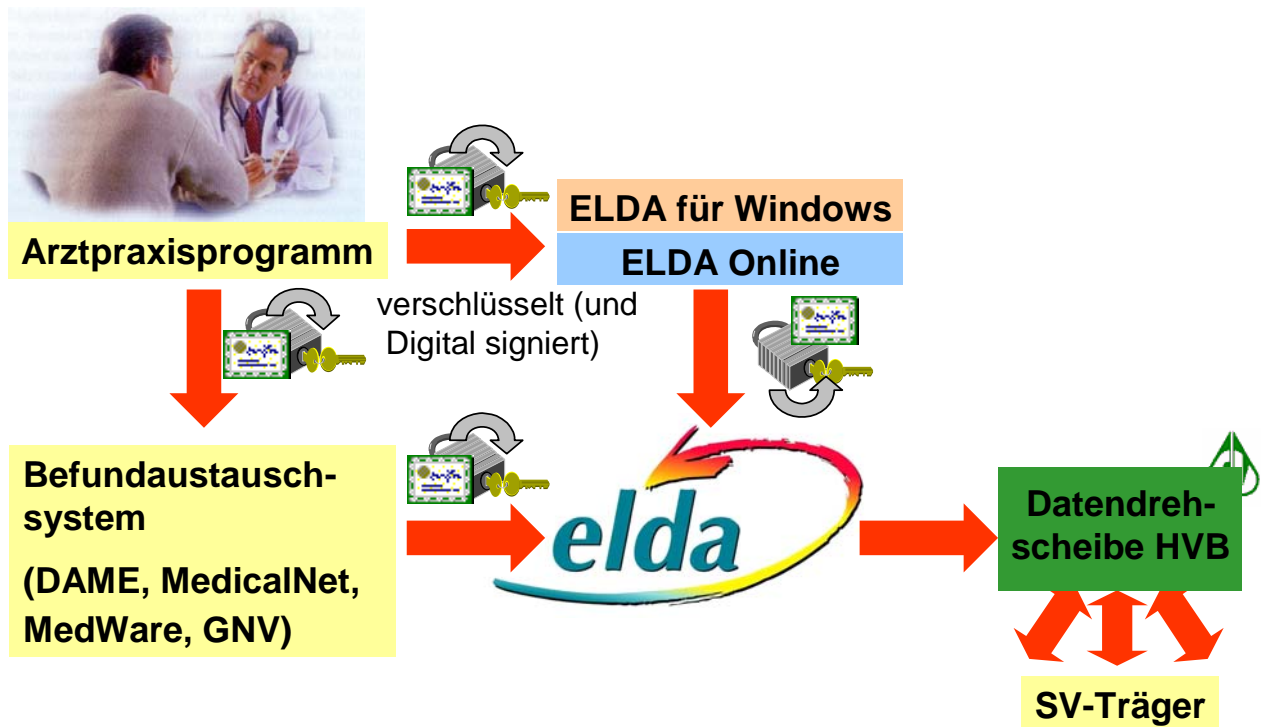 Arztpraxisprogramm
ELDA für Windows
ELDA Online
verschlüsselt (und
Digital signiert)
Befundaustausch-
system
(DAME, MedicalNet,
MedWare, GNV)
elda
Datendreh-
scheibe HVB
SV-Träger